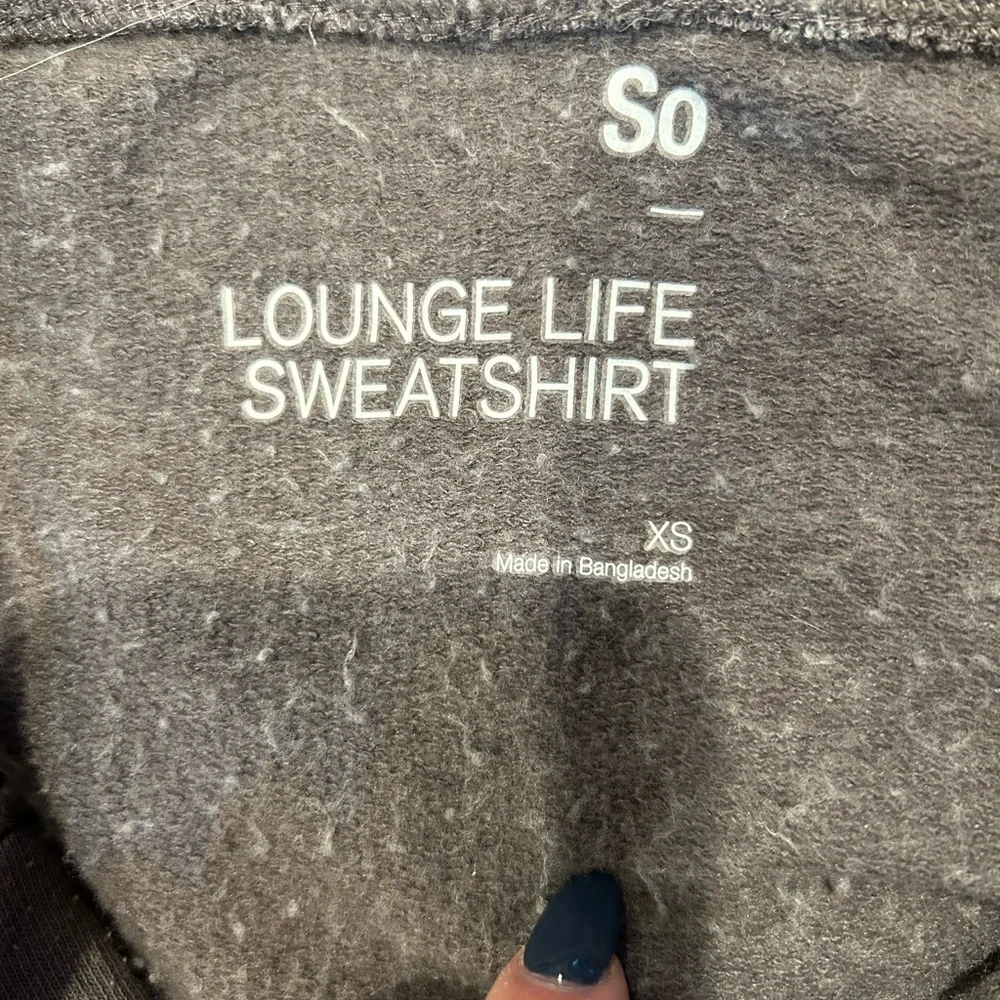 So
—
LOUNGE LIFE
SWEATSHIRT
XS
Made in Bangladesh